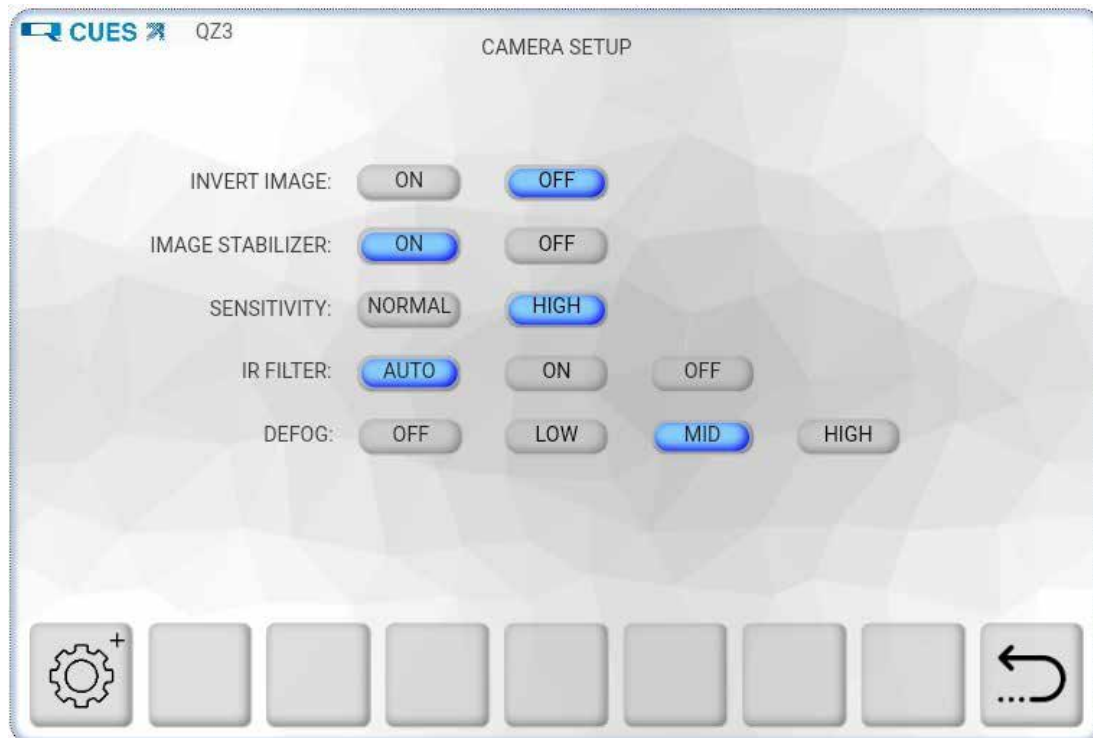 CUES QZ3
CAMERA SETUP
INVERT IMAGE: ON OFF
IMAGE STABILIZER: ON OFF
SENSITIVITY: NORMAL HIGH
IR FILTER: AUTO ON OFF
DEFOG: OFF LOW MID HIGH